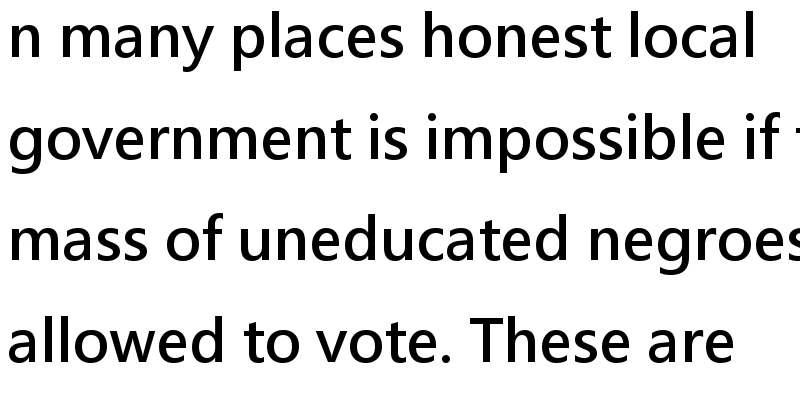 n many places honest local
government is impossible if
mass of uneducated negroes
allowed to vote. These are